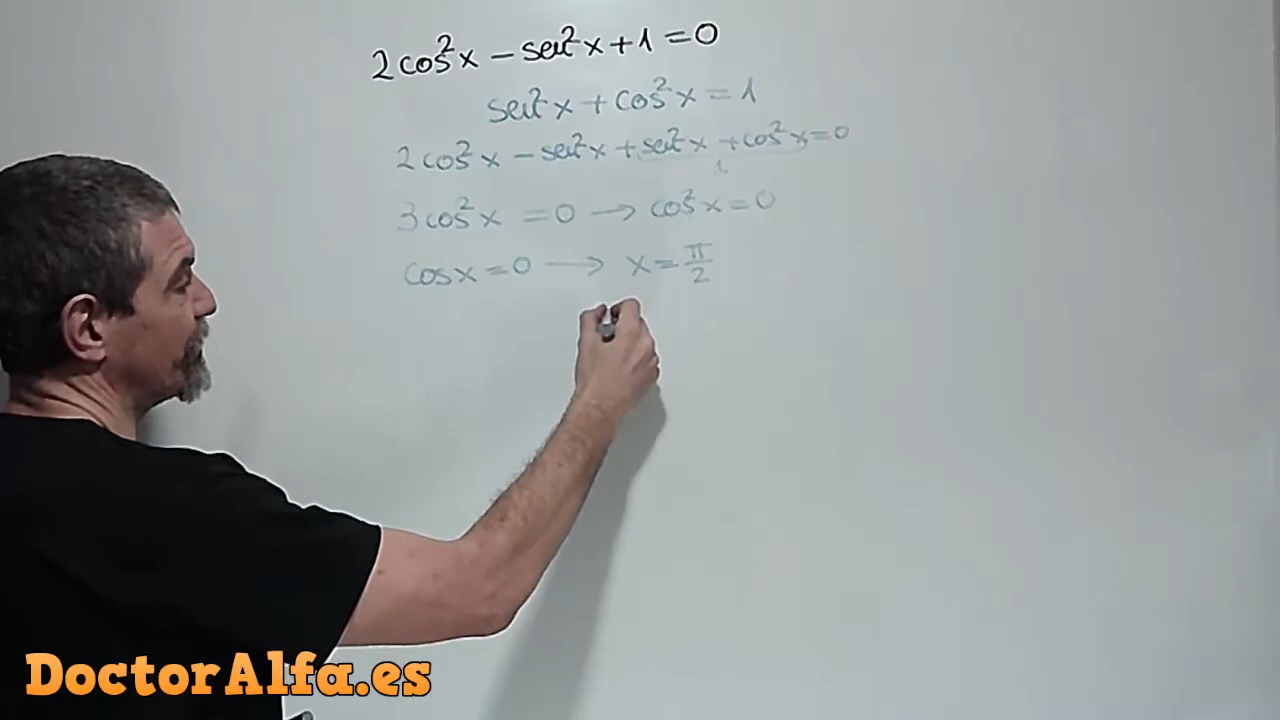 2cos²x − sen²x + 1 = 0
sen²x + cos²x = 1
2cos²x − sen²x + sen²x + cos²x = 0
1
3cos²x = 0 → cos²x = 0
cosx = 0 → x = π/2
DoctorAlfa.es